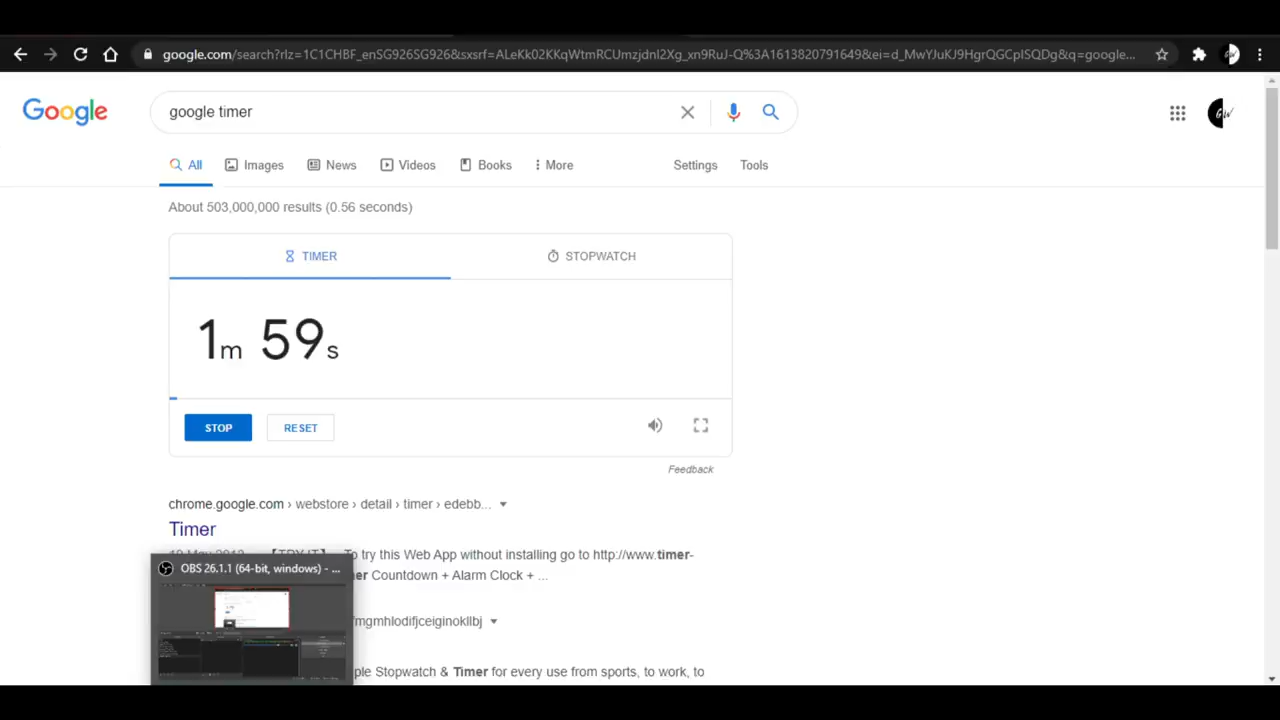 google.com/search?rlz=1C1CHBF_enSG926SG926&sxsrf=ALeKk02KKqWtmRCUmzjdnl2Xg_xn9RuJ-Q%3A1613820791649&ei=d_MwYJuKJ9HgrQGCpISQDg&q=google...
Google
google timer
GW
All Images News Videos Books More Settings Tools
About 503,000,000 results (0.56 seconds)
TIMER STOPWATCH
1m 59s
STOP RESET
Feedback
chrome.google.com › webstore › detail › timer › edebb...
Timer
To try this Web App without installing go to http://www.timer-
OBS 26.1.1 (64-bit, windows) - ...
er Countdown + Alarm Clock + ...
fmgmhlodifjceiginokllbj
ple Stopwatch & Timer for every use from sports, to work, to